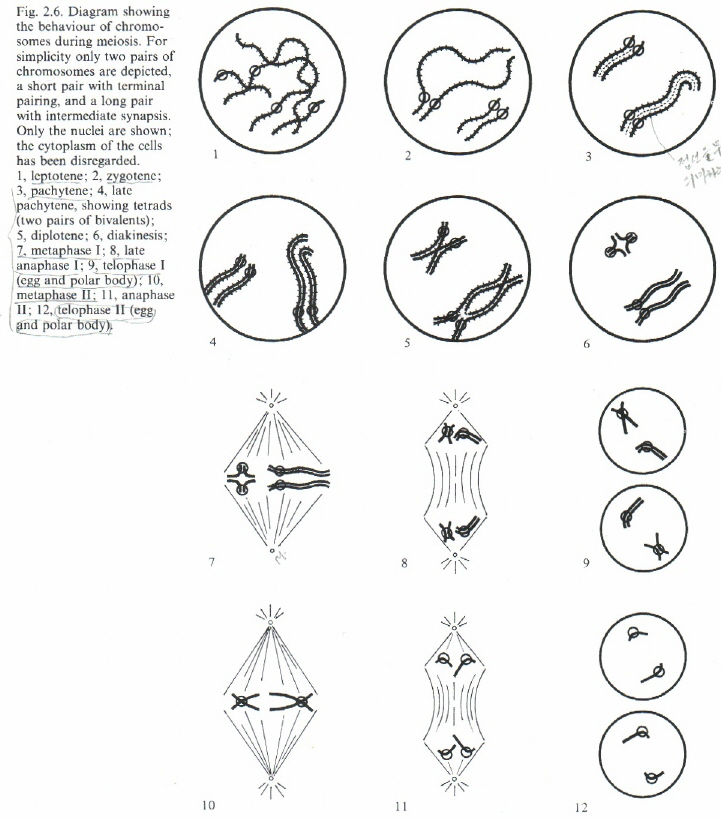 Fig. 2.6. Diagram showing
the behaviour of chromo-
somes during meiosis. For
simplicity only two pairs of
chromosomes are depicted,
a short pair with terminal
pairing, and a long pair
with intermediate synapsis.
Only the nuclei are shown;
the cytoplasm of the cells
has been disregarded.
1, leptotene; 2, zygotene;
3, pachytene; 4, late
pachytene, showing tetrads
(two pairs of bivalents);
5, diplotene; 6, diakinesis;
7, metaphase I; 8, late
anaphase I; 9, telophase I
(egg and polar body); 10,
metaphase II; 11, anaphase
II; 12, telophase II (egg
and polar body).
1
2
3
4
5
6
7
8
9
10
11
12